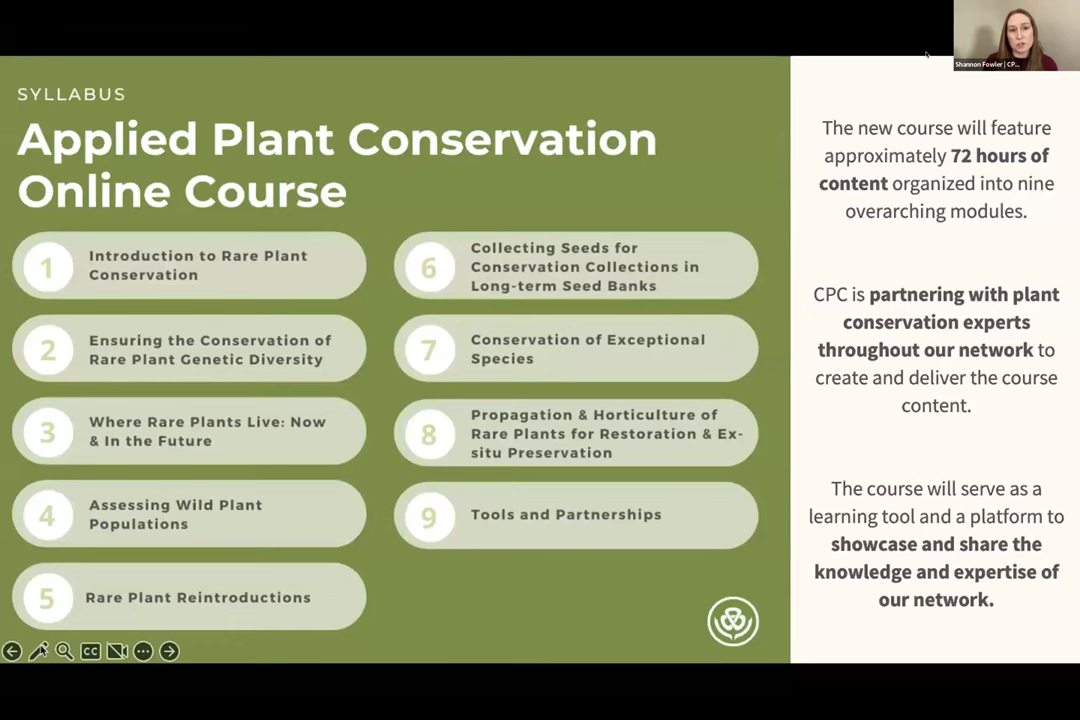 Shannon Fowler | CP...
SYLLABUS
Applied Plant Conservation
Online Course
1
Introduction to Rare Plant
Conservation
2
Ensuring the Conservation of
Rare Plant Genetic Diversity
3
Where Rare Plants Live: Now
& In the Future
4
Assessing Wild Plant
Populations
5
Rare Plant Reintroductions
6
Collecting Seeds for
Conservation Collections in
Long-term Seed Banks
7
Conservation of Exceptional
Species
8
Propagation & Horticulture of
Rare Plants for Restoration & Ex-
situ Preservation
9
Tools and Partnerships
The new course will feature
approximately 72 hours of
content organized into nine
overarching modules.
CPC is partnering with plant
conservation experts
throughout our network to
create and deliver the course
content.
The course will serve as a
learning tool and a platform to
showcase and share the
knowledge and expertise of
our network.
CC